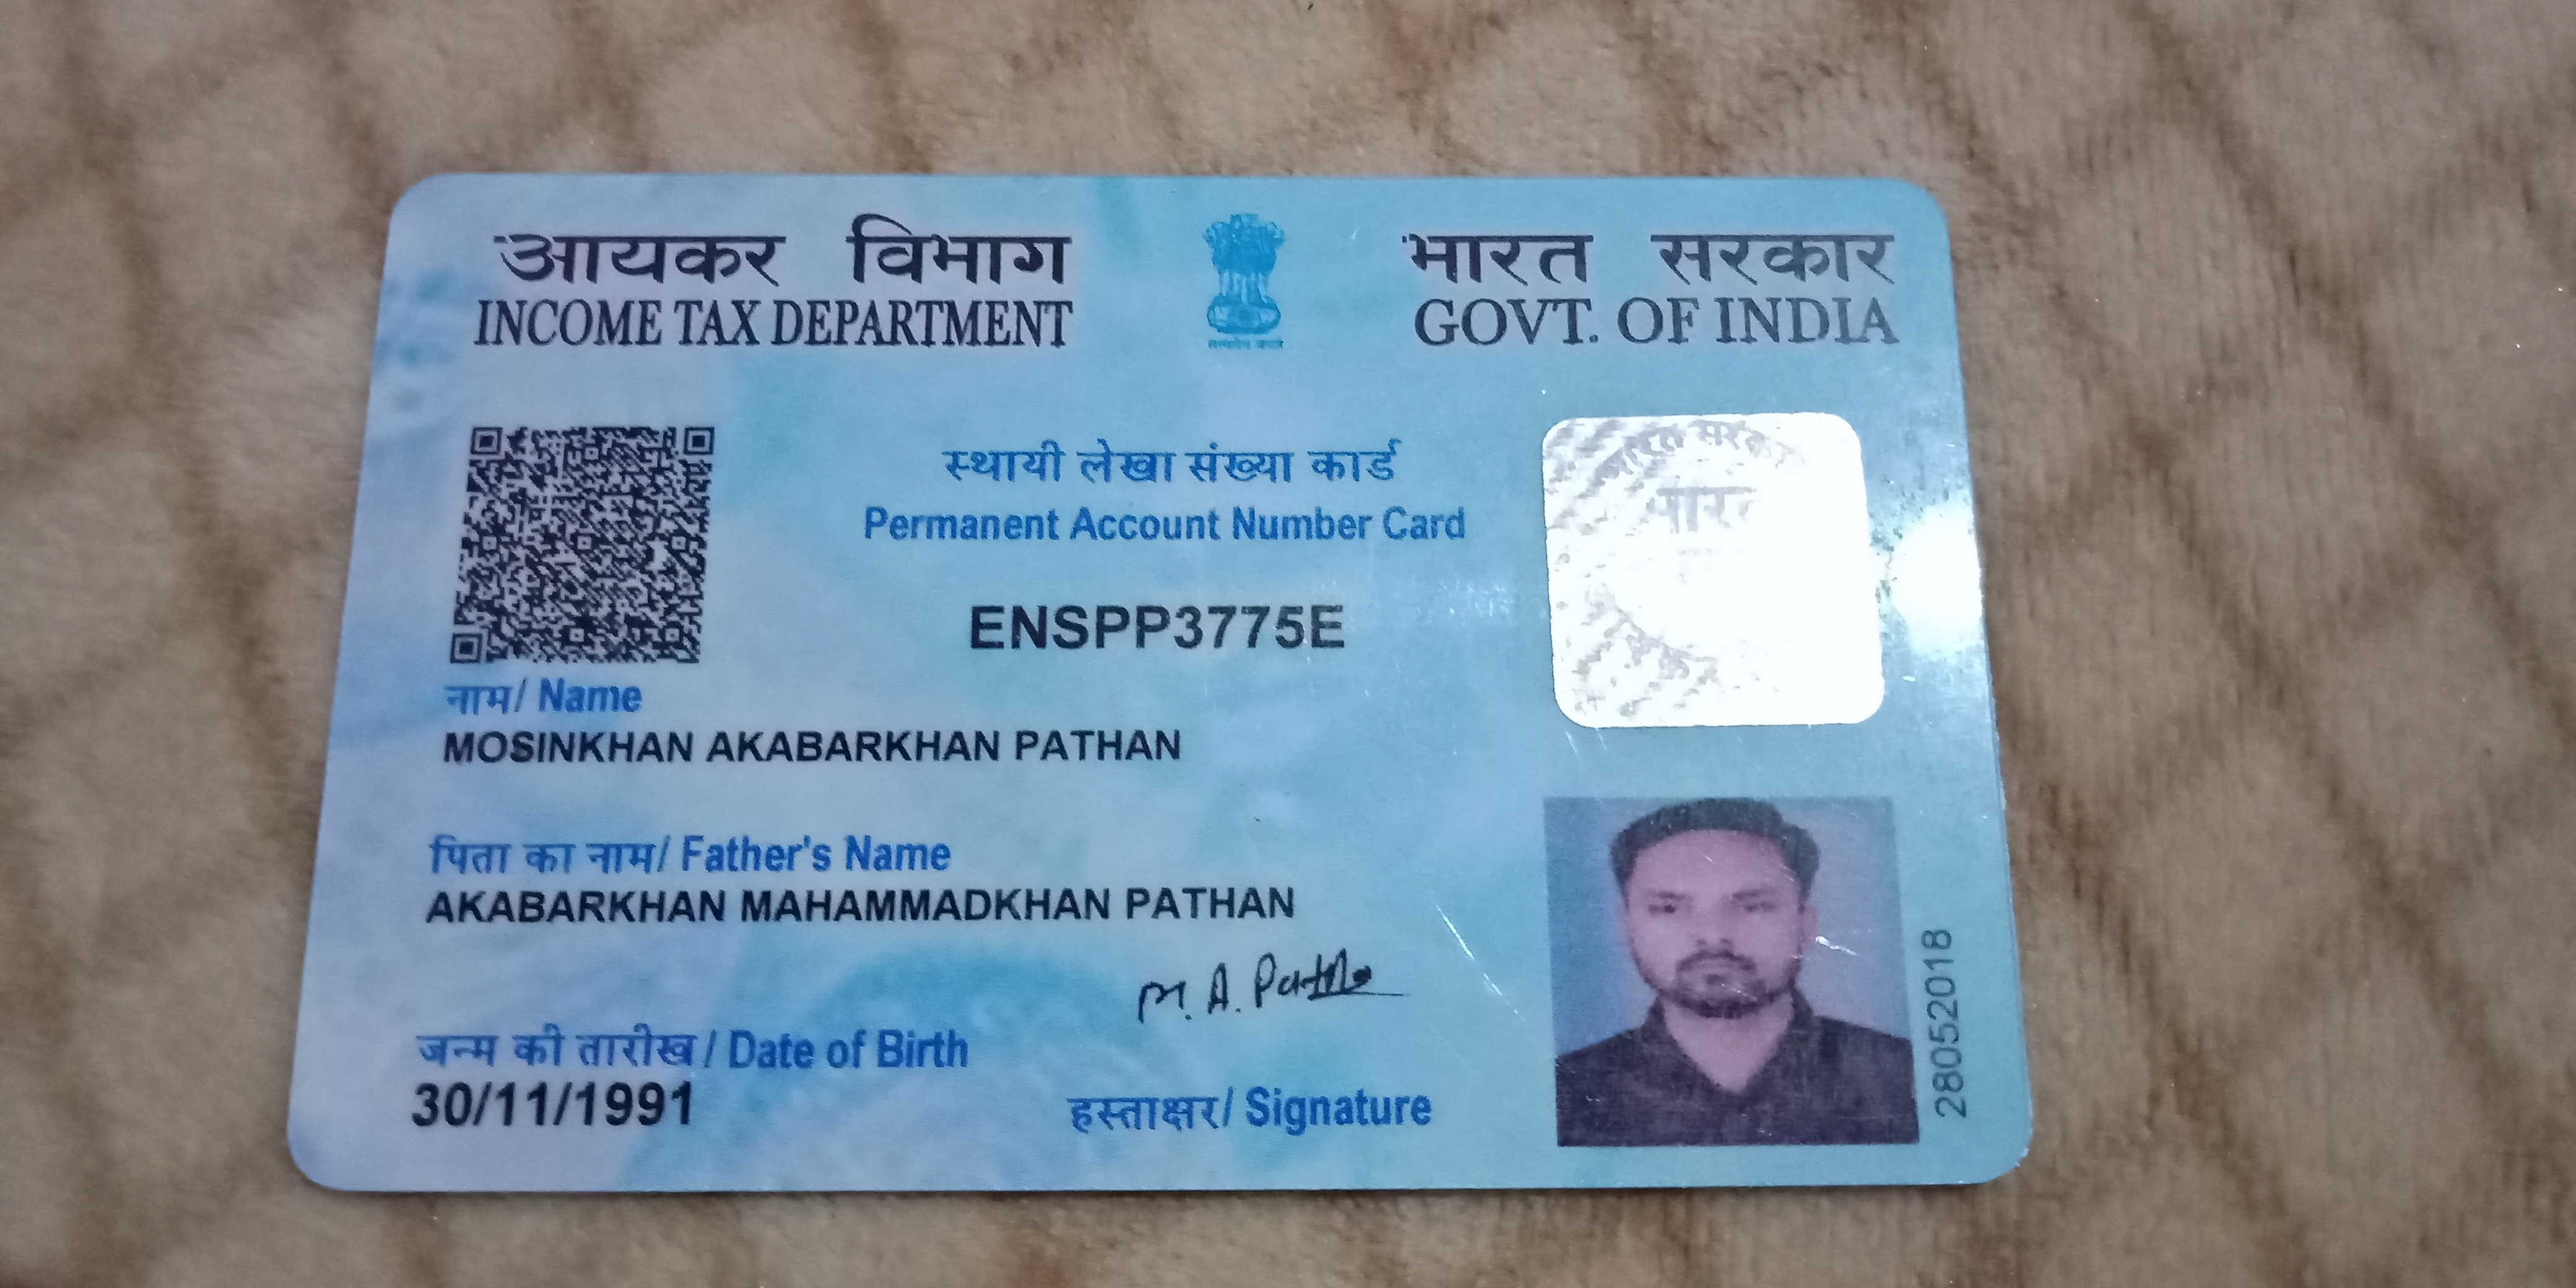 आयकर विभाग
INCOME TAX DEPARTMENT
भारत सरकार
GOVT. OF INDIA
स्थायी लेखा संख्या कार्ड
Permanent Account Number Card
ENSPP3775E
नाम/ Name
MOSINKHAN AKABARKHAN PATHAN
पिता का नाम/ Father's Name
AKABARKHAN MAHAMMADKHAN PATHAN
M. A. Pathan
जन्म की तारीख / Date of Birth
30/11/1991
हस्ताक्षर/ Signature
28052018